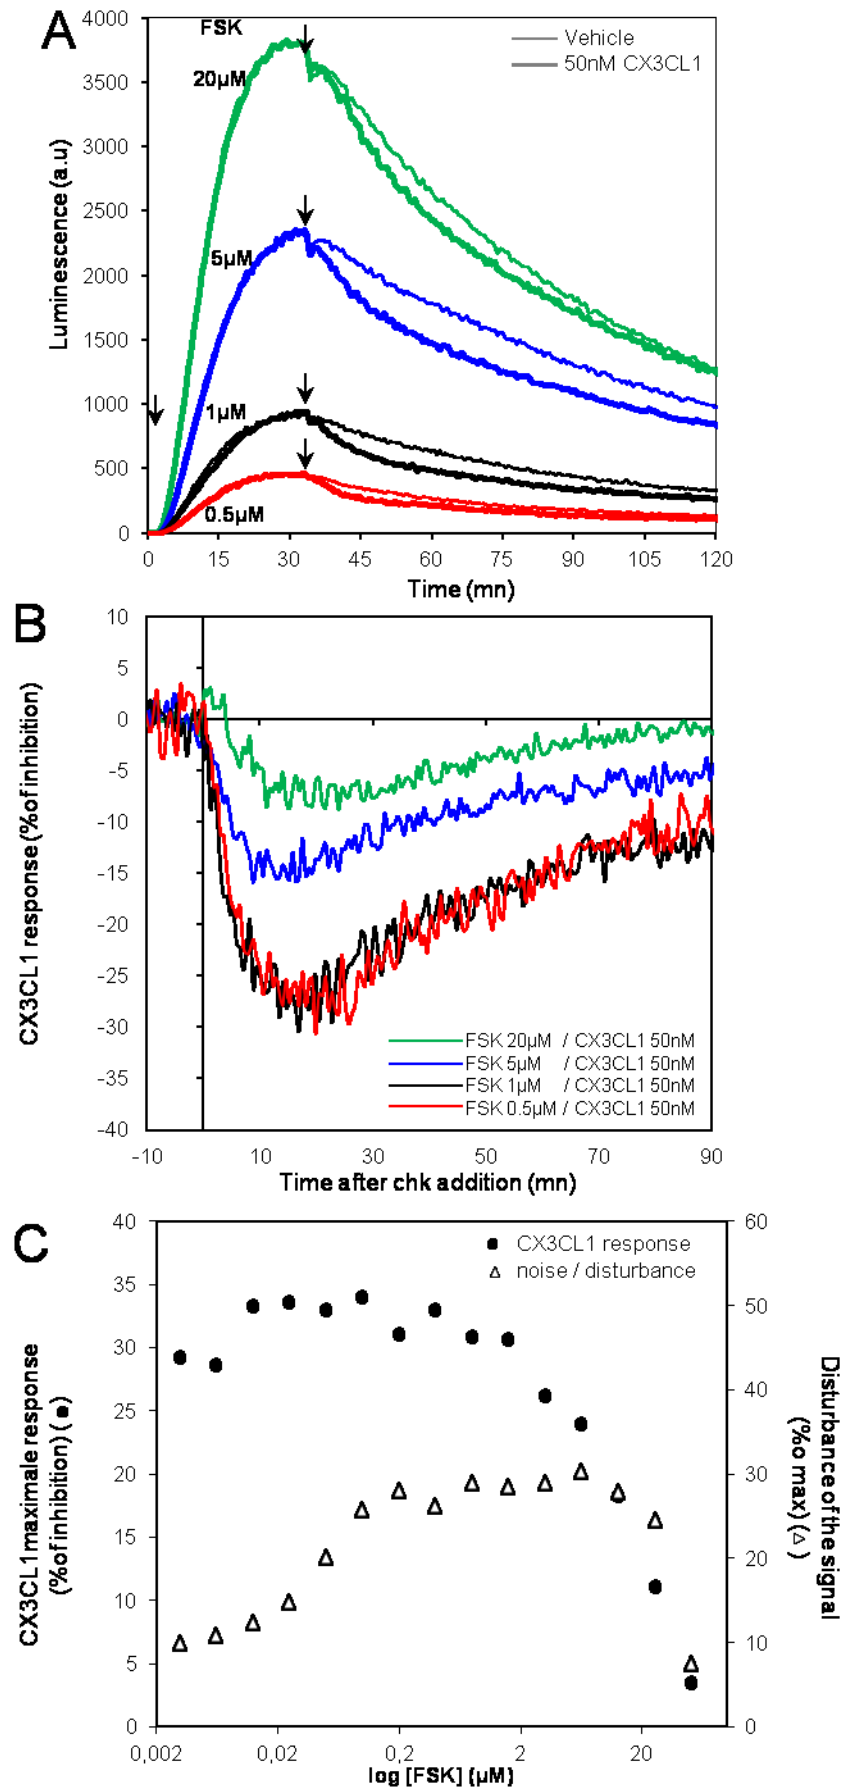 A
FSK
20µM
5µM
1µM
0.5µM
Vehicle
50nM CX3CL1
Luminescence (a.u)
4000
3500
3000
2500
2000
1500
1000
500
0
0 15 30 45 60 75 90 105 120
Time (mn)
B
CX3CL1 response (%of inhibition)
10
5
0
-5
-10
-15
-20
-25
-30
-35
-40
FSK 20µM / CX3CL1 50nM
FSK 5µM / CX3CL1 50nM
FSK 1µM / CX3CL1 50nM
FSK 0.5µM / CX3CL1 50nM
-10 10 30 50 70 90
Time after chk addition (mn)
C
CX3CL1 maximale response
(%of inhibition) (●)
40
35
30
25
20
15
10
5
0
CX3CL1 response
noise / disturbance
60
50
40
30
20
10
0
Disturbance of the signal
(%o max) (△)
0,002 0,02 0,2 2 20
log [FSK] (µM)